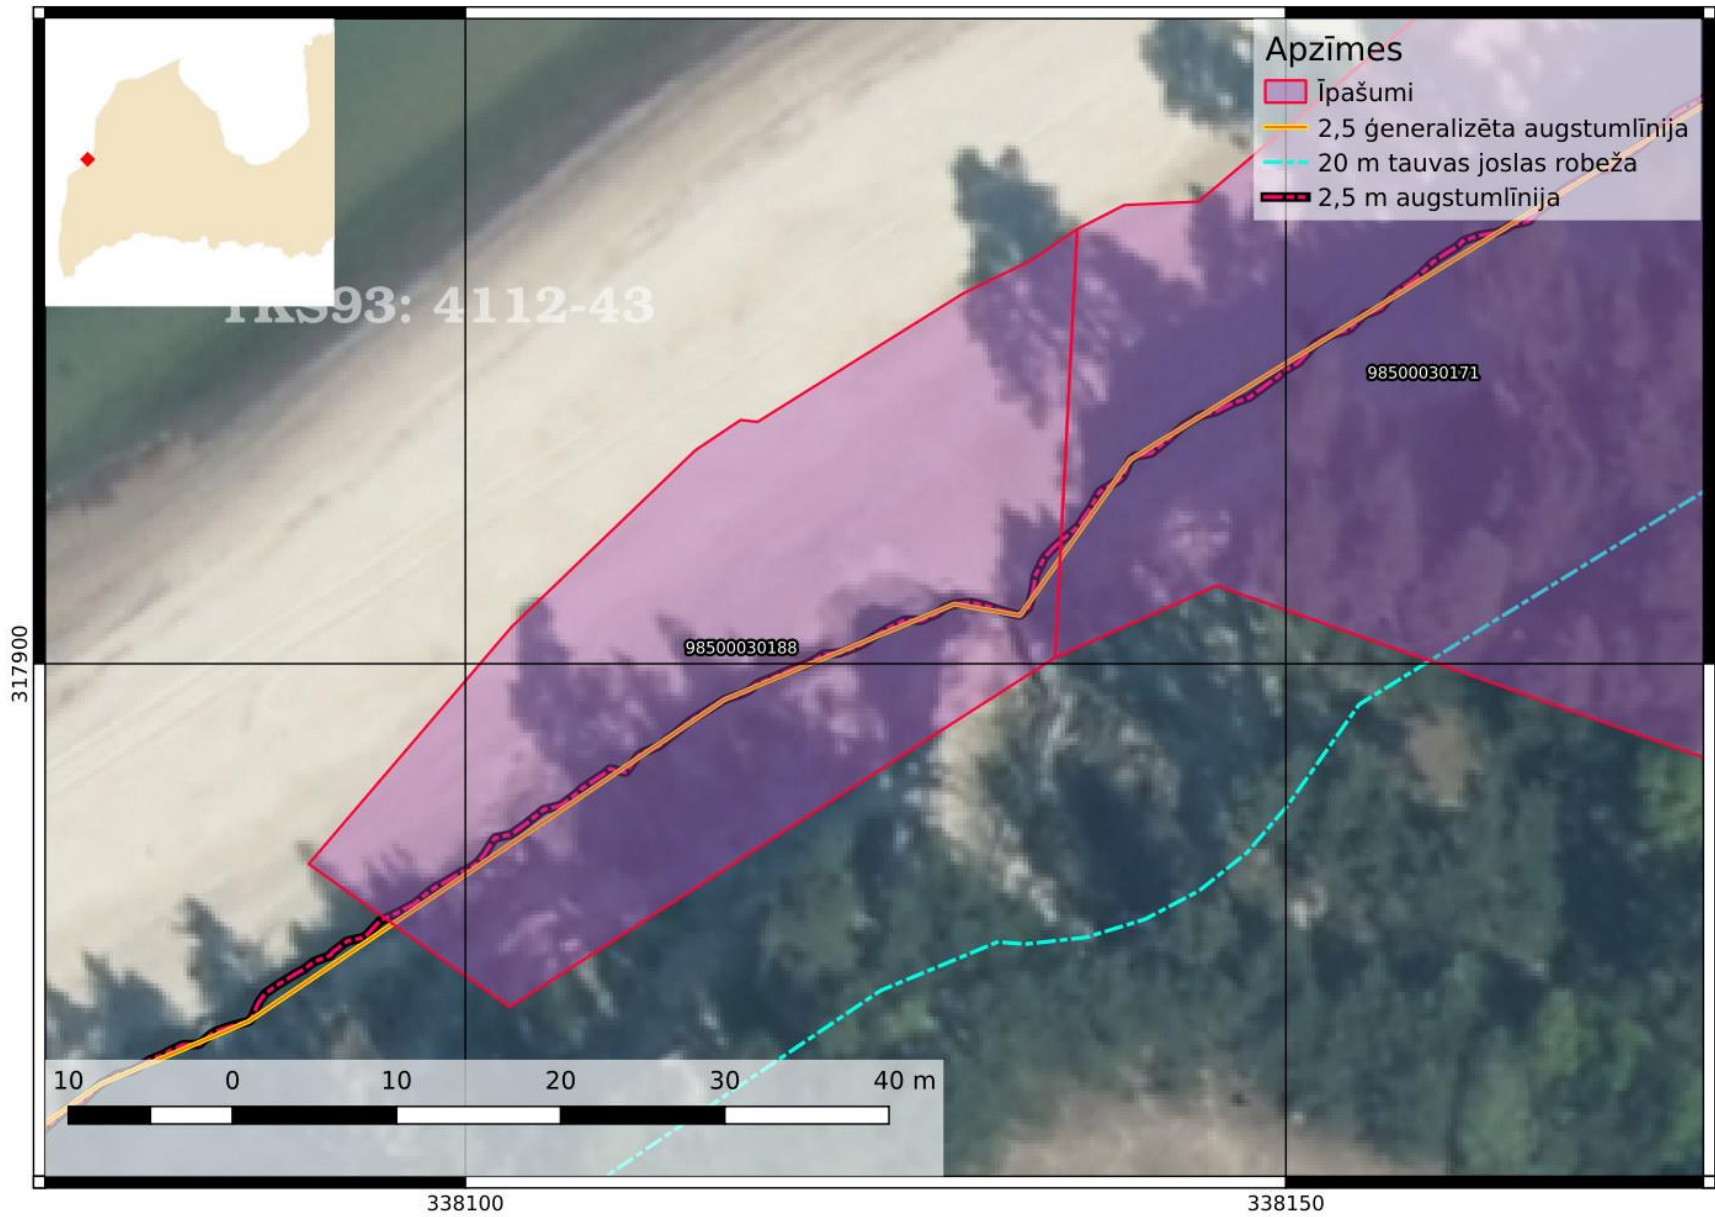 Apzīmes
Īpašumi
2,5 ģeneralizēta augstumlīnija
20 m tauvas joslas robeža
2,5 m augstumlīnija
TKS93: 4112-43
98500030171
98500030188
317900
10 0 10 20 30 40 m
338100 338150